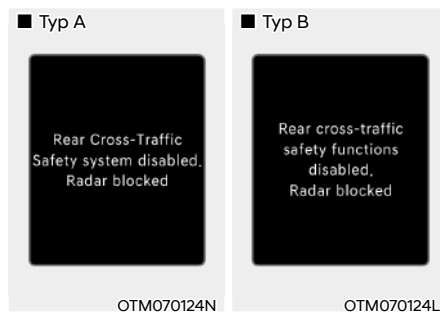 ■ Typ A
Rear Cross-Traffic
Safety system disabled.
Radar blocked
OTM070124N
■ Typ B
Rear cross-traffic
safety functions
disabled.
Radar blocked
OTM070124L